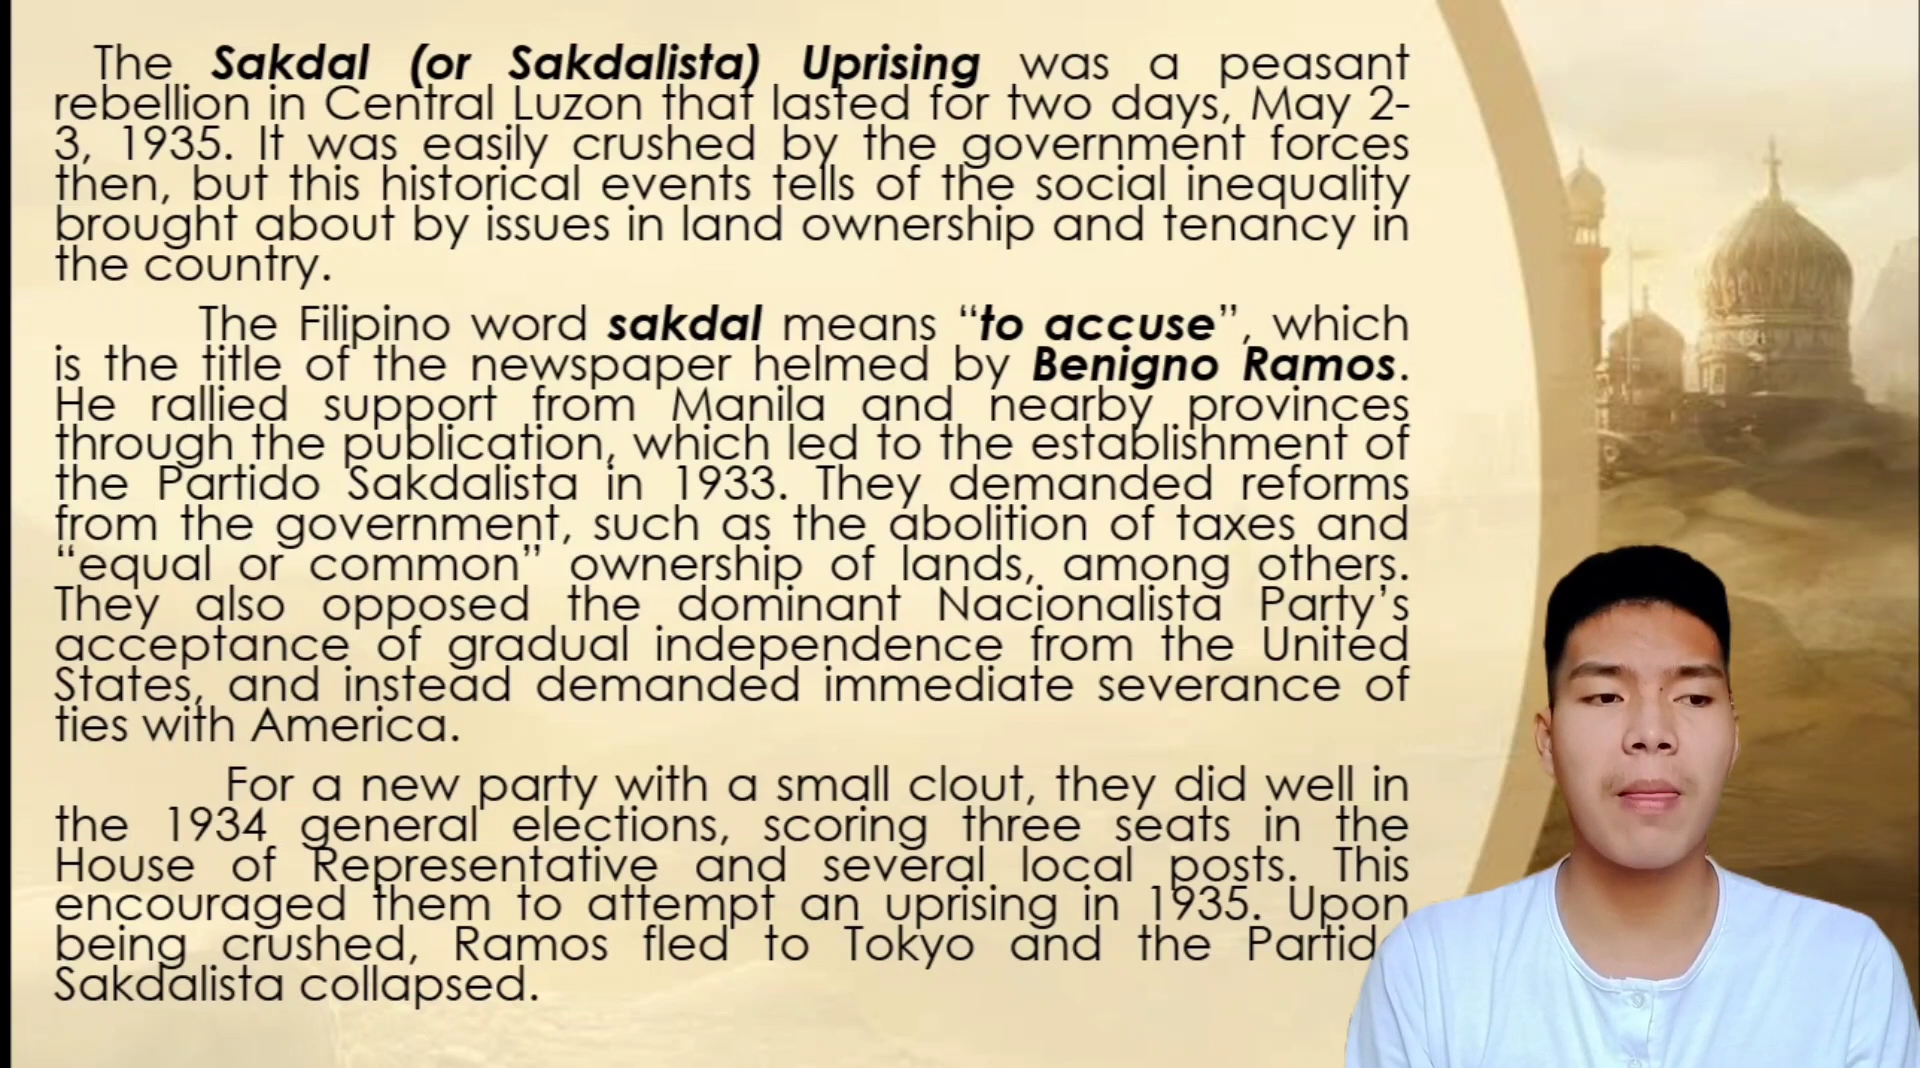 The Sakdal (or Sakdalista) Uprising was a peasant
rebellion in Central Luzon that lasted for two days, May 2-
3, 1935. It was easily crushed by the government forces
then, but this historical events tells of the social inequality
brought about by issues in land ownership and tenancy in
the country.
The Filipino word sakdal means “to accuse”, which
is the title of the newspaper helmed by Benigno Ramos.
He rallied support from Manila and nearby provinces
through the publication, which led to the establishment of
the Partido Sakdalista in 1933. They demanded reforms
from the government, such as the abolition of taxes and
“equal or common” ownership of lands, among others.
They also opposed the dominant Nacionalista Party’s
acceptance of gradual independence from the United
States, and instead demanded immediate severance of
ties with America.
For a new party with a small clout, they did well in
the 1934 general elections, scoring three seats in the
House of Representative and several local posts. This
encouraged them to attempt an uprising in 1935. Upon
being crushed, Ramos fled to Tokyo and the Partid
Sakdalista collapsed.